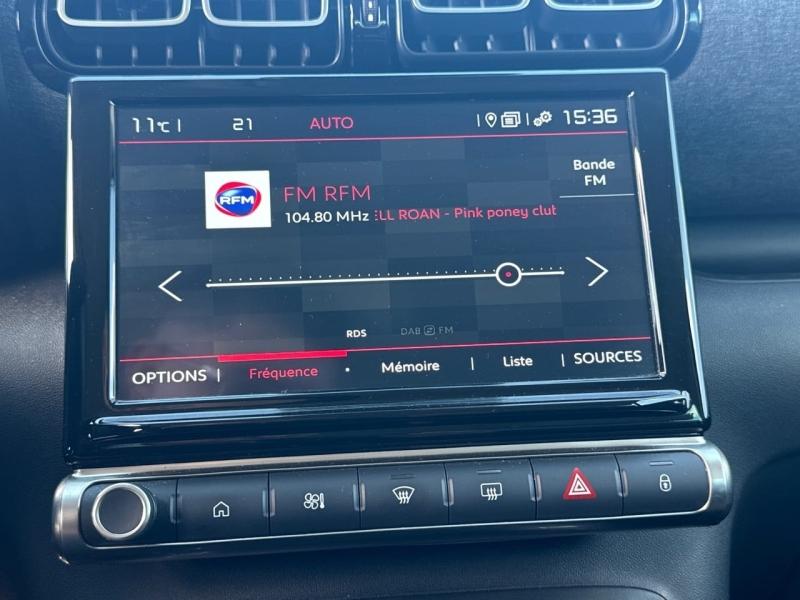 11°C | 21 AUTO 15:36
Bande
FM
RFM
FM RFM
104.80 MHz :LL ROAN - Pink poney clut
RDS DAB FM
OPTIONS | Fréquence • Mémoire | Liste | SOURCES